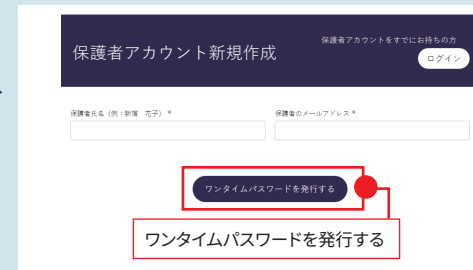 保護者アカウント新規作成
保護者アカウントをすでにお持ちの方
ログイン
保護者氏名（例：新宿　花子）*
保護者のメールアドレス *
ワンタイムパスワードを発行する
ワンタイムパスワードを発行する